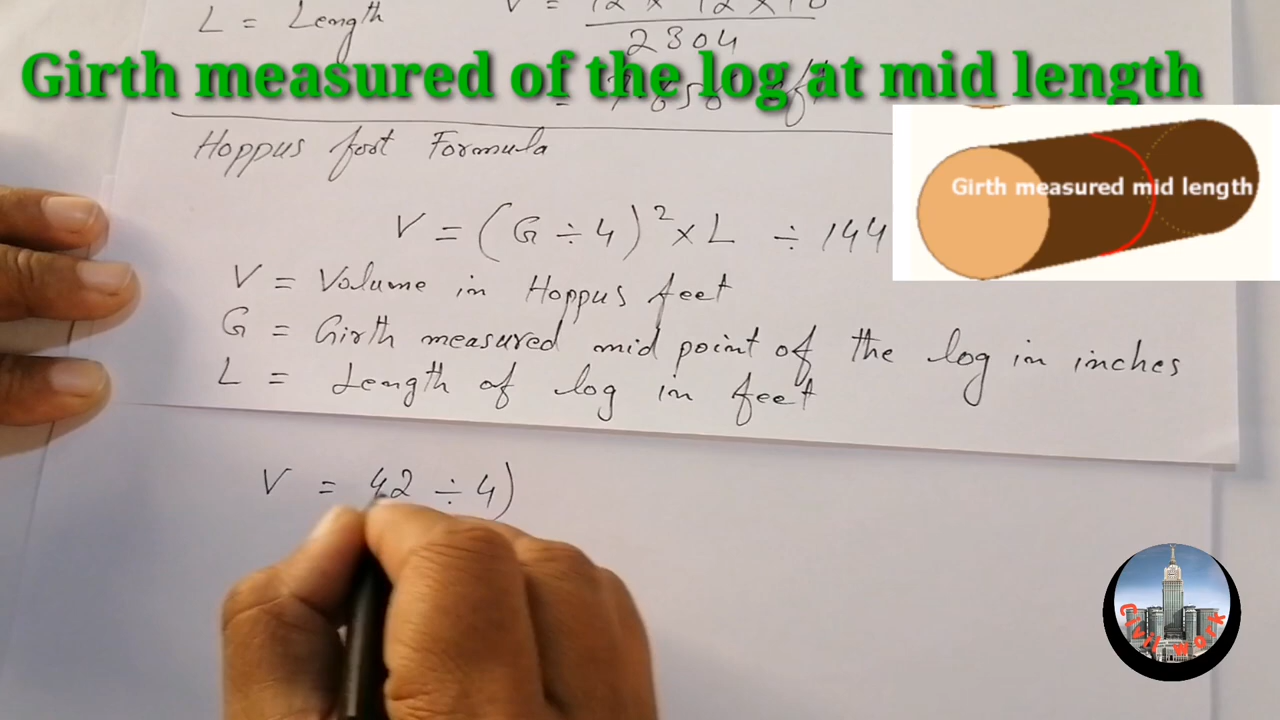 L = Length
2304
Girth measured of the log at mid length
Hoppus foot Formula
Girth measured mid length
V = (G ÷ 4)² × L ÷ 144
V = Volume in Hoppus feet
G = Girth measured mid point of the log in inches
L = Length of log in feet
V = 42 ÷ 4)
Civil work